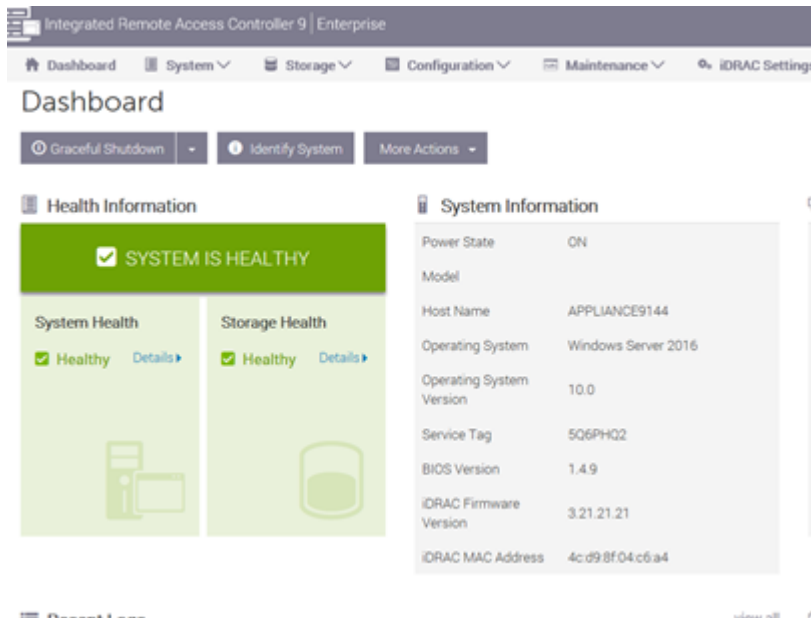 Integrated Remote Access Controller 9 | Enterprise
Dashboard System Storage Configuration Maintenance iDRAC Settings
Dashboard
Graceful Shutdown Identify System More Actions
Health Information
SYSTEM IS HEALTHY
System Health Storage Health
Healthy Details Healthy Details
System Information
Power State ON
Model
Host Name APPLIANCE9144
Operating System Windows Server 2016
Operating System
Version 10.0
Service Tag 5Q6PHQ2
BIOS Version 1.4.9
iDRAC Firmware
Version 3.21.21.21
iDRAC MAC Address 4c:d9:8f:04:c6:a4
Recent Logs view all